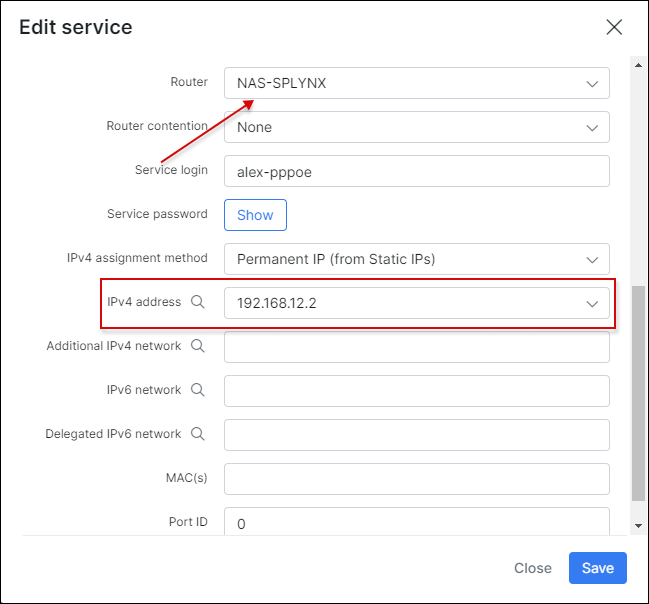 Edit service
Router NAS-SPLYNX
Router contention None
Service login alex-pppoe
Service password Show
IPv4 assignment method Permanent IP (from Static IPs)
IPv4 address 192.168.12.2
Additional IPv4 network
IPv6 network
Delegated IPv6 network
MAC(s)
Port ID 0
Close Save